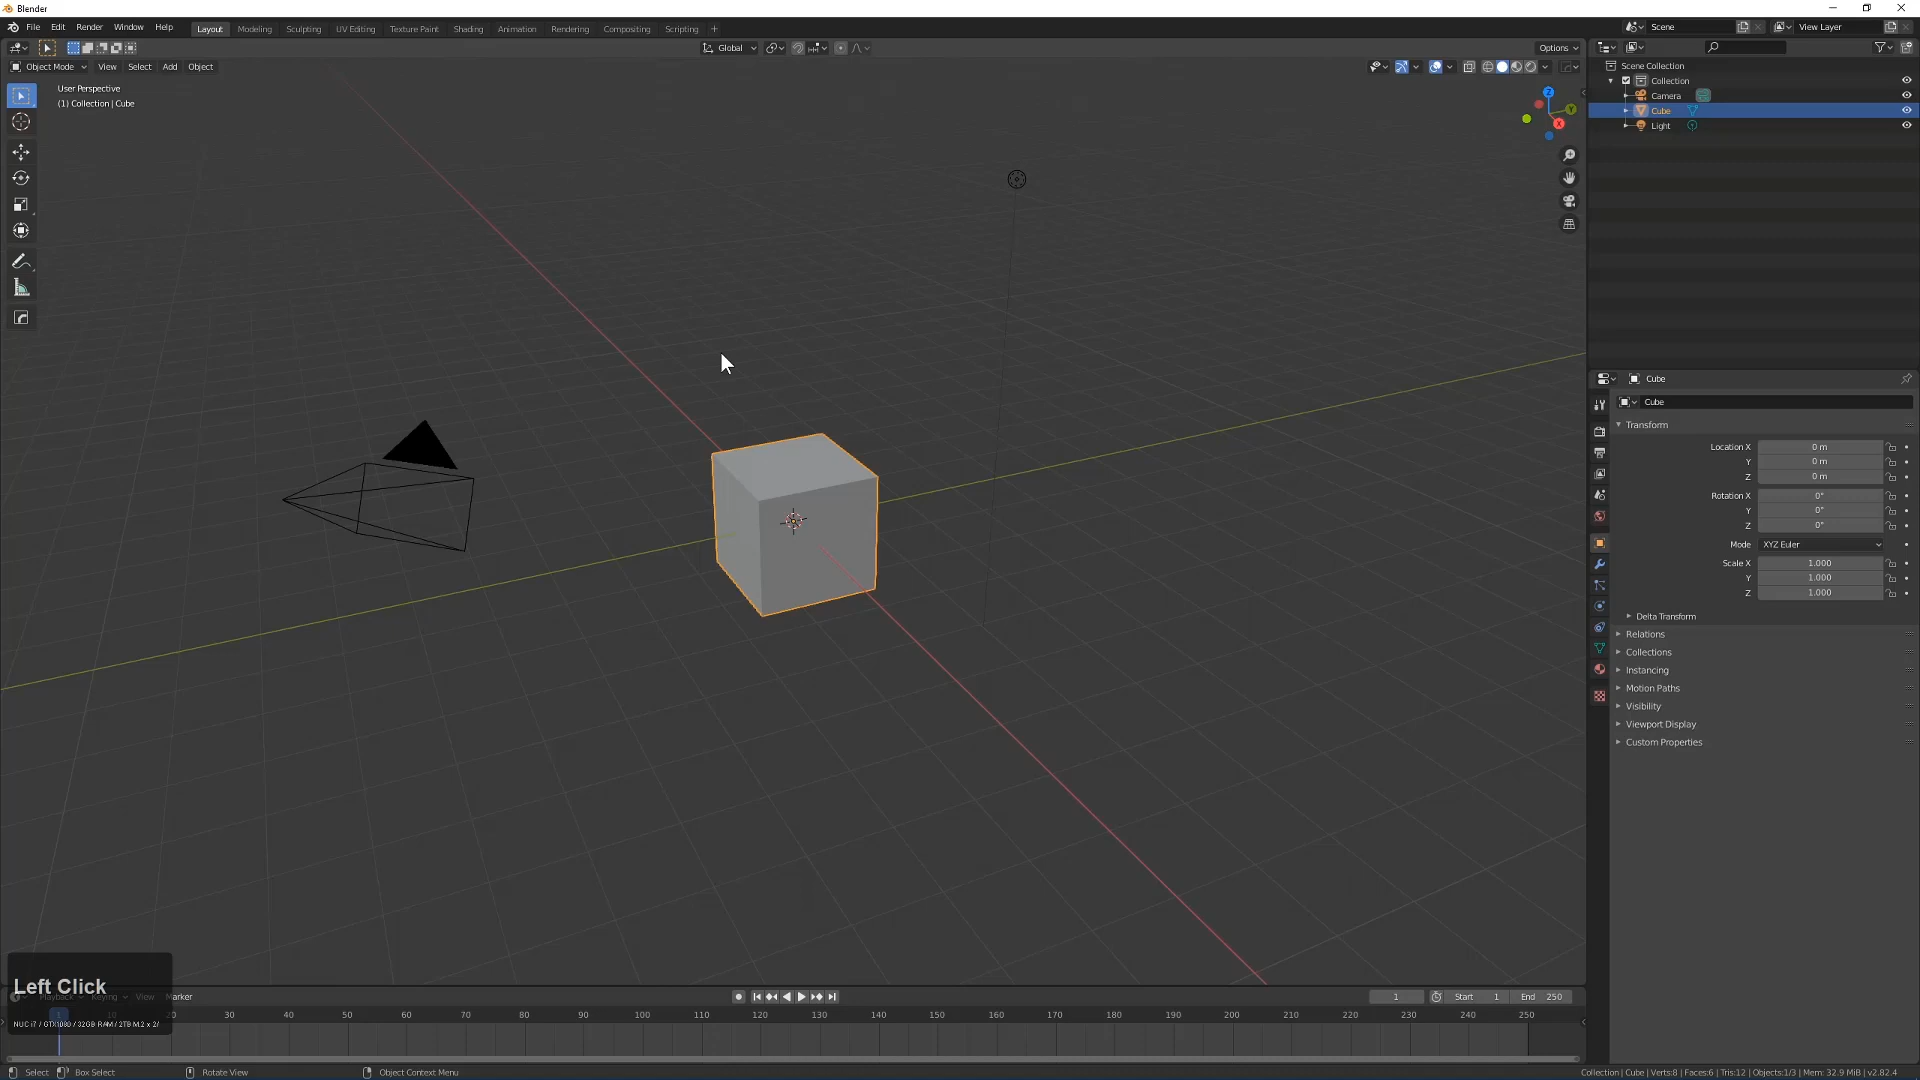 Blender
File Edit Render Window Help
Layout Modeling Sculpting UV Editing Texture Paint Shading Animation Rendering Compositing Scripting +
Scene
View Layer
Global
Options
Object Mode View Select Add Object
User Perspective
(1) Collection | Cube
Z
Y
X
Scene Collection
Collection
Camera
Cube
Light
Cube
Cube
Transform
Location X 0 m
Y 0 m
Z 0 m
Rotation X 0°
Y 0°
Z 0°
Mode XYZ Euler
Scale X 1.000
Y 1.000
Z 1.000
Delta Transform
Relations
Collections
Instancing
Motion Paths
Visibility
Viewport Display
Custom Properties
Left Click
Playback Keying View Marker
1
Start 1
End 250
NUC i7 / GTX1080 / 32GB RAM / 2TB M.2 x 2/
1 10 20 30 40 50 60 70 80 90 100 110 120 130 140 150 160 170 180 190 200 210 220 230 240 250
Select Box Select Rotate View Object Context Menu
Collection | Cube | Verts:8 | Faces:6 | Tris:12 | Objects:1/3 | Mem: 32.9 MiB | v2.82.4